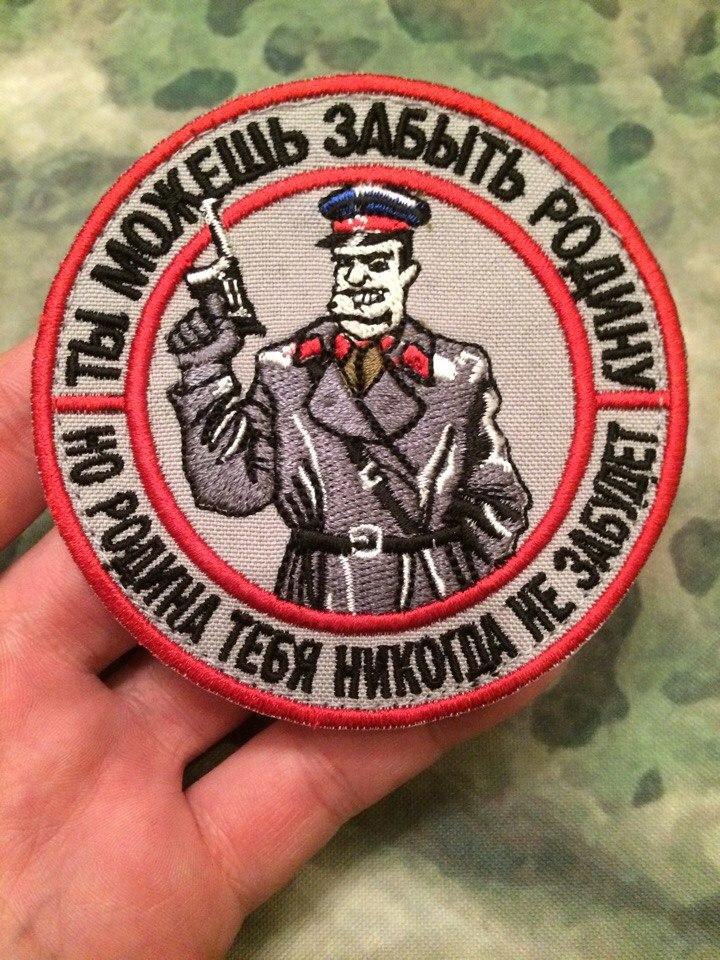 ТЫ МОЖЕШЬ ЗАБЫТЬ РОДИНУ
НО РОДИНА ТЕБЯ НИКОГДА НЕ ЗАБУДЕТ